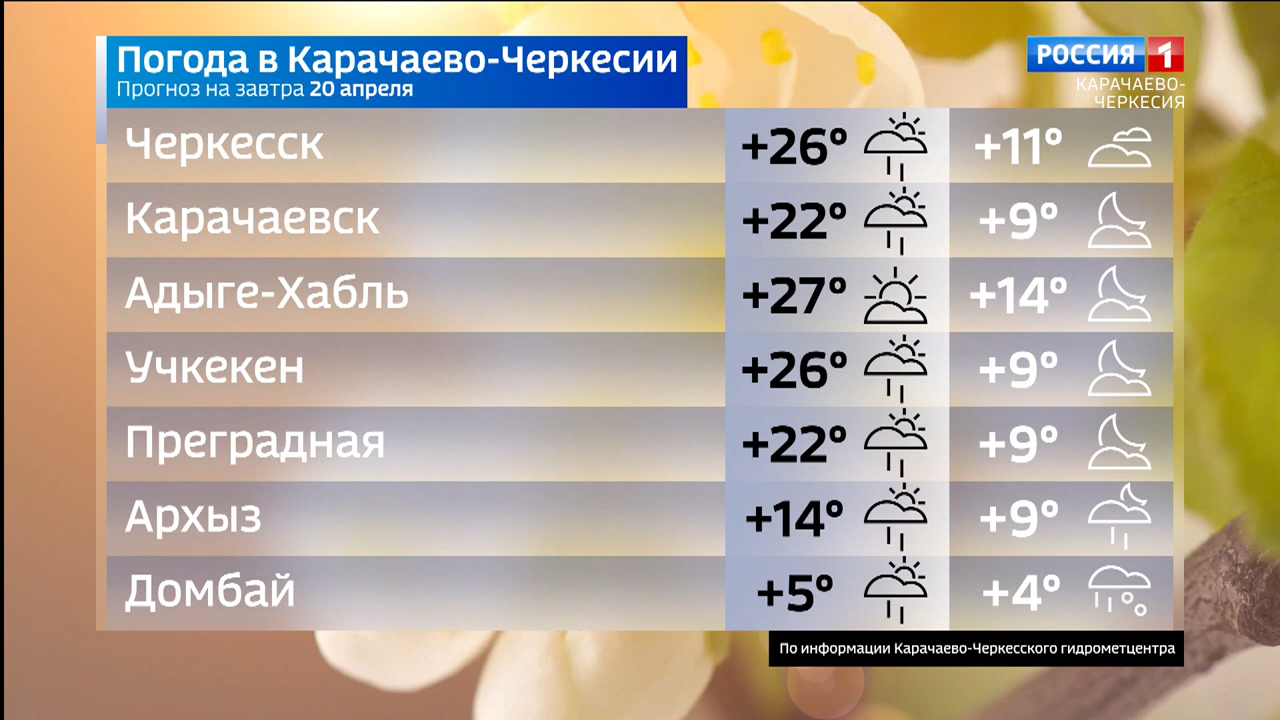 Погода в Карачаево-Черкесии
Прогноз на завтра 20 апреля
РОССИЯ 1
КАРАЧАЕВО-
ЧЕРКЕСИЯ
Черкесск +26° +11°
Карачаевск +22° +9°
Адыге-Хабль +27° +14°
Учкекен +26° +9°
Преградная +22° +9°
Архыз +14° +9°
Домбай +5° +4°
По информации Карачаево-Черкесского гидрометцентра